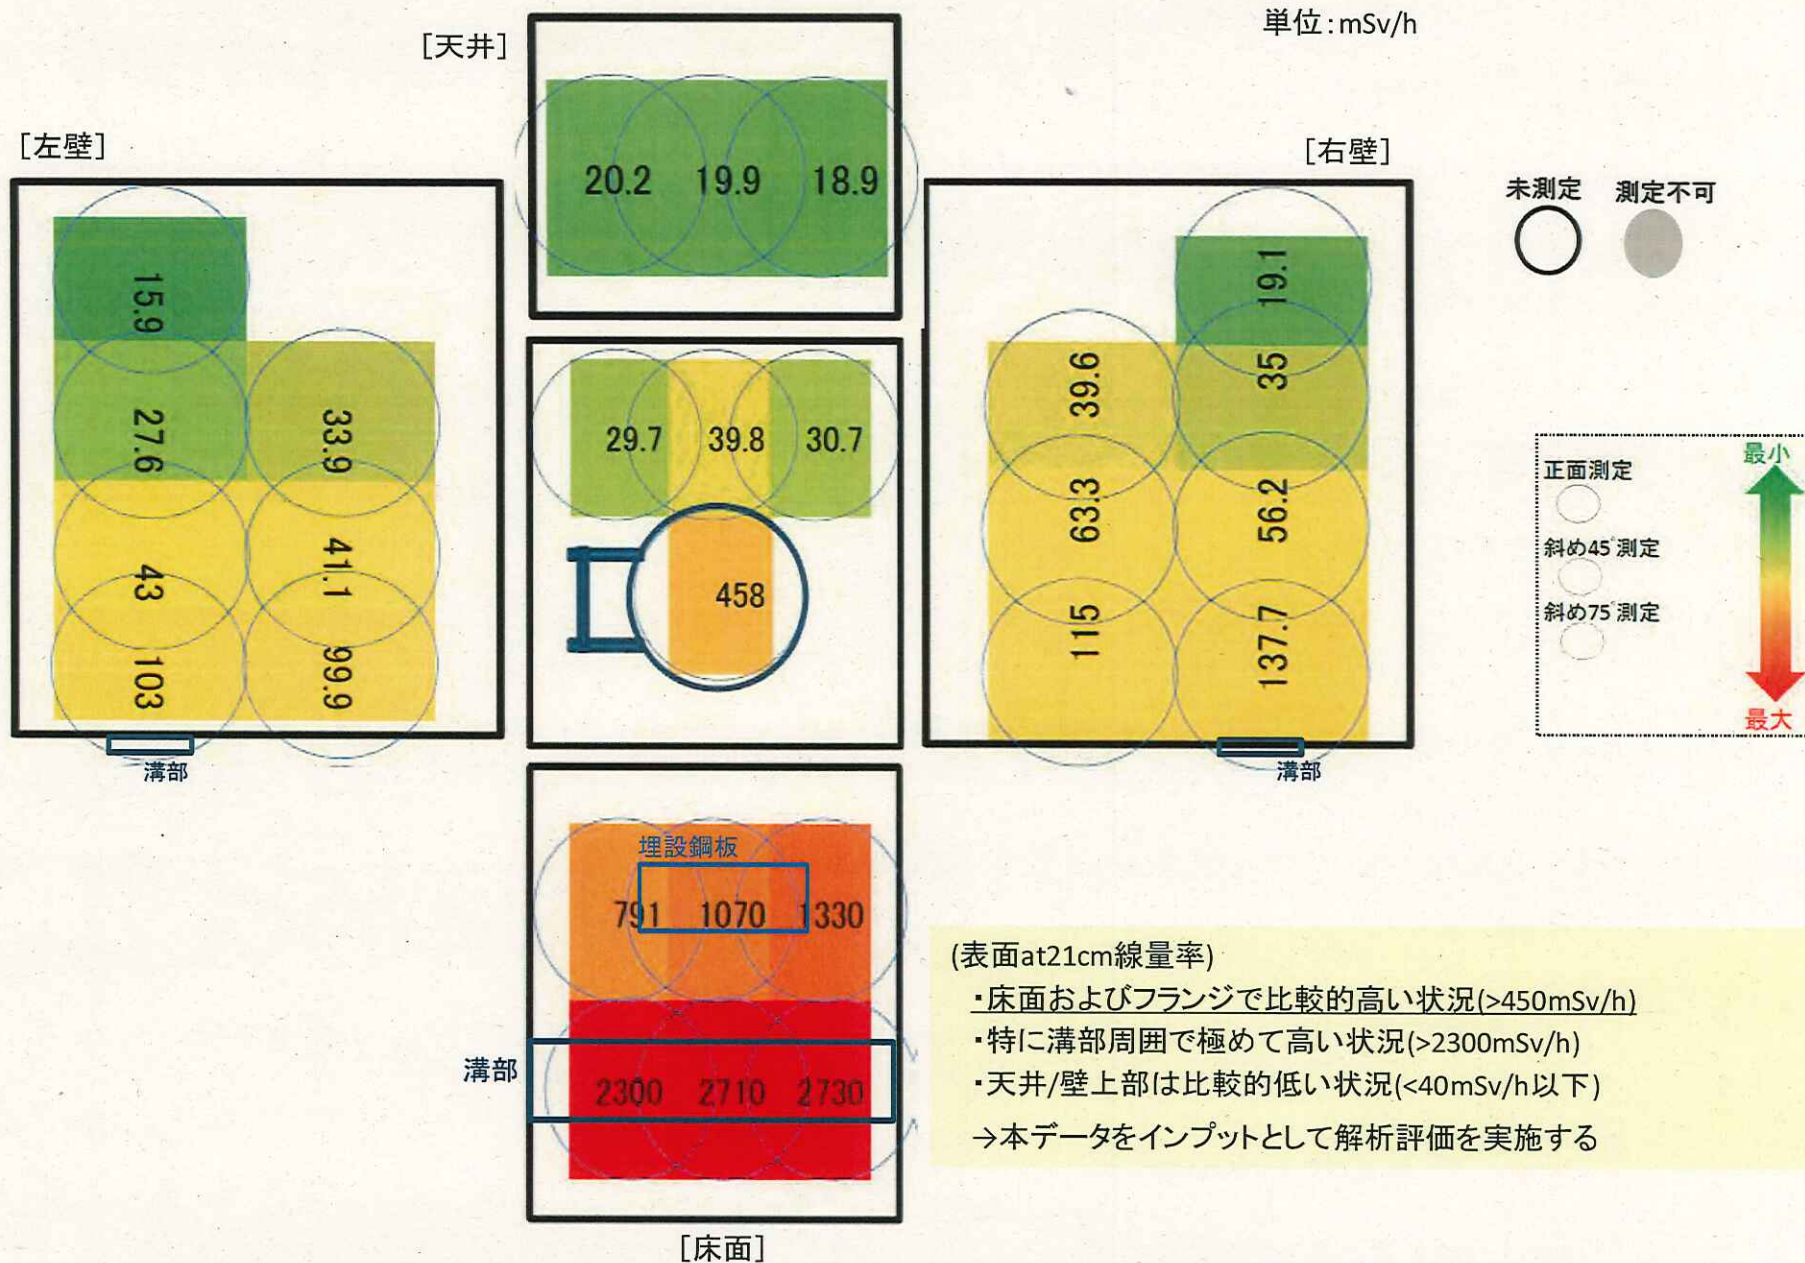 単位:mSv/h
[天井]
20.2 19.9 18.9
[左壁]
15.9
27.6 33.9
43 41.1
103 99.9
溝部
29.7 39.8 30.7
458
[右壁]
19.1
39.6 35
63.3 56.2
115 137.7
溝部
未測定 測定不可
正面測定
斜め45°測定
斜め75°測定
最小
最大
埋設鋼板
791 1070 1330
溝部
2300 2710 2730
[床面]
(表面at21cm線量率)
・床面およびフランジで比較的高い状況(>450mSv/h)
・特に溝部周囲で極めて高い状況(>2300mSv/h)
・天井/壁上部は比較的低い状況(<40mSv/h以下)
→本データをインプットとして解析評価を実施する